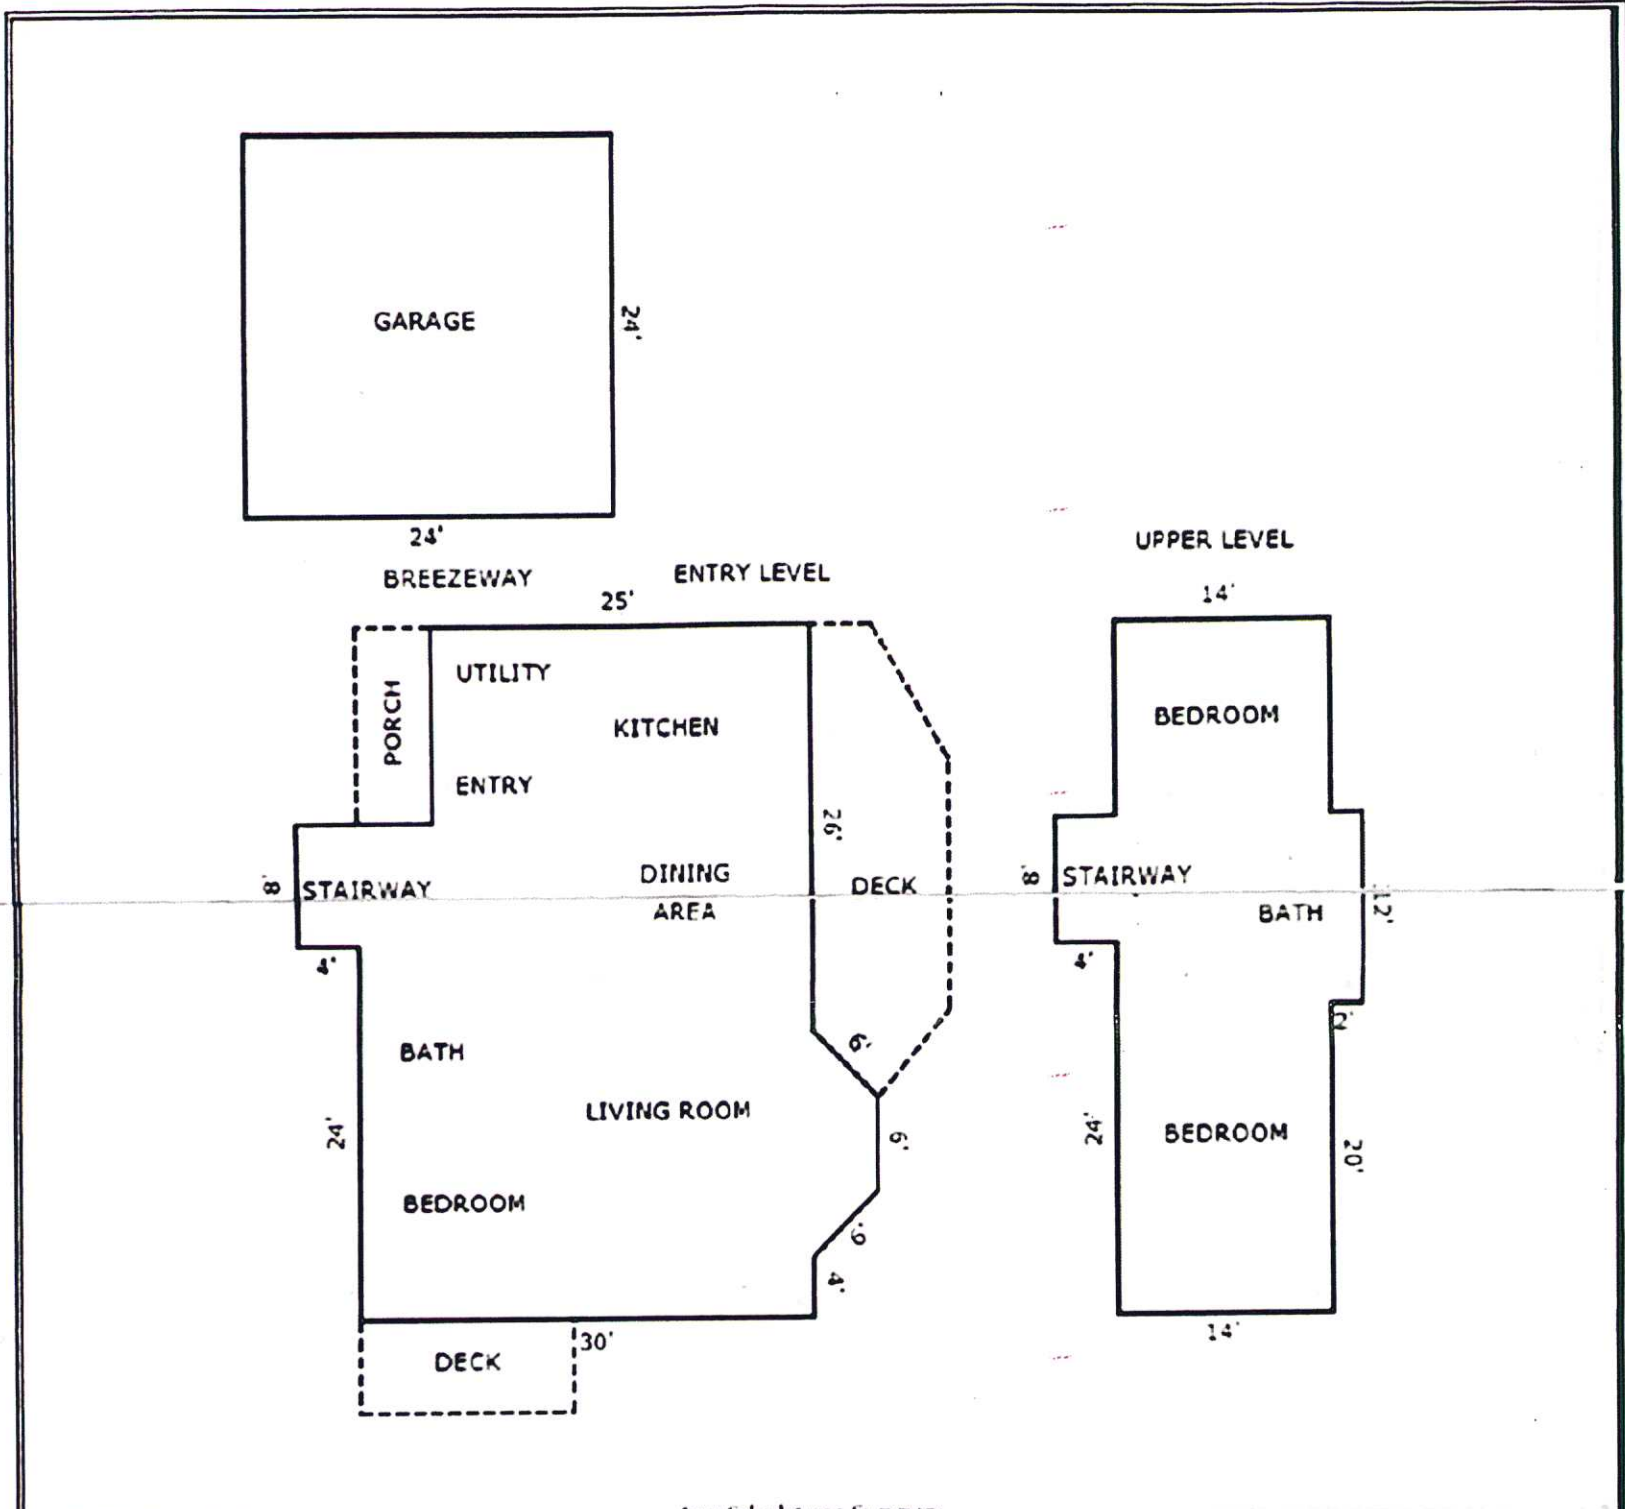 GARAGE
24'
24'
BREEZEWAY
ENTRY LEVEL
25'
UPPER LEVEL
14'
PORCH
UTILITY
KITCHEN
ENTRY
26'
BEDROOM
8'
STAIRWAY
DINING
AREA
DECK
8'
STAIRWAY
BATH
12'
4'
4'
2'
BATH
6'
LIVING ROOM
6'
24'
24'
BEDROOM
20'
BEDROOM
6'
4'
30'
14'
DECK